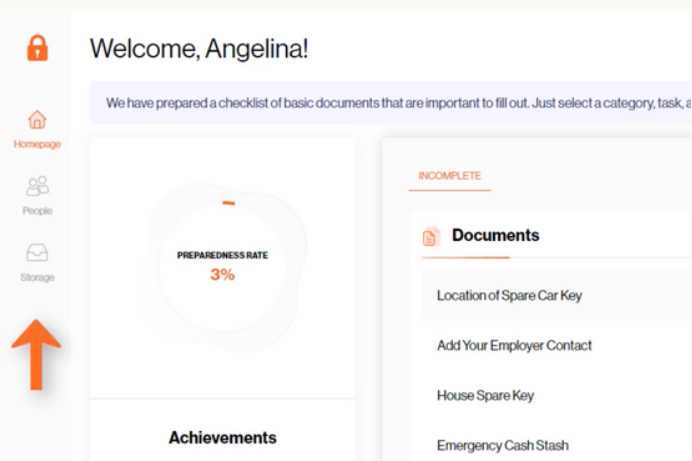 Welcome, Angelina!
We have prepared a checklist of basic documents that are important to fill out. Just select a category, task,
Homepage
People
Storage
PREPAREDNESS RATE
3%
Achievements
INCOMPLETE
Documents
Location of Spare Car Key
Add Your Employer Contact
House Spare Key
Emergency Cash Stash